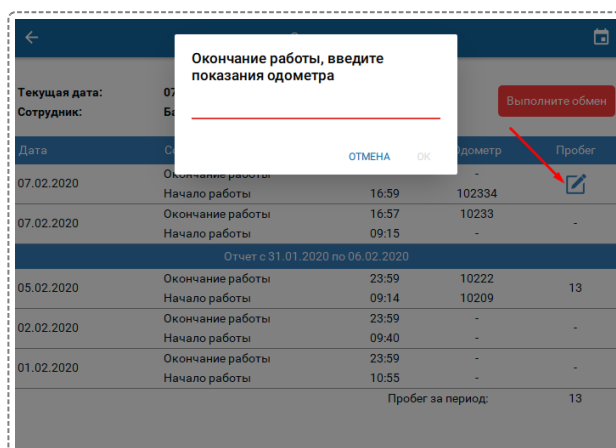 Окончание работы, введите
показания одометра
ОТМЕНА ОК
Текущая дата: 07
Сотрудник: Ба
Выполните обмен
Дата Одометр Пробег
Окончание работы -
07.02.2020
Начало работы 16:59 102334
Окончание работы 16:57 10233
07.02.2020 -
Начало работы 09:15 -
Отчет с 31.01.2020 по 06.02.2020
Окончание работы 23:59 10222
05.02.2020 13
Начало работы 09:14 10209
Окончание работы 23:59 -
02.02.2020 -
Начало работы 09:40 -
Окончание работы 23:59 -
01.02.2020 -
Начало работы 10:55 -
Пробег за период: 13